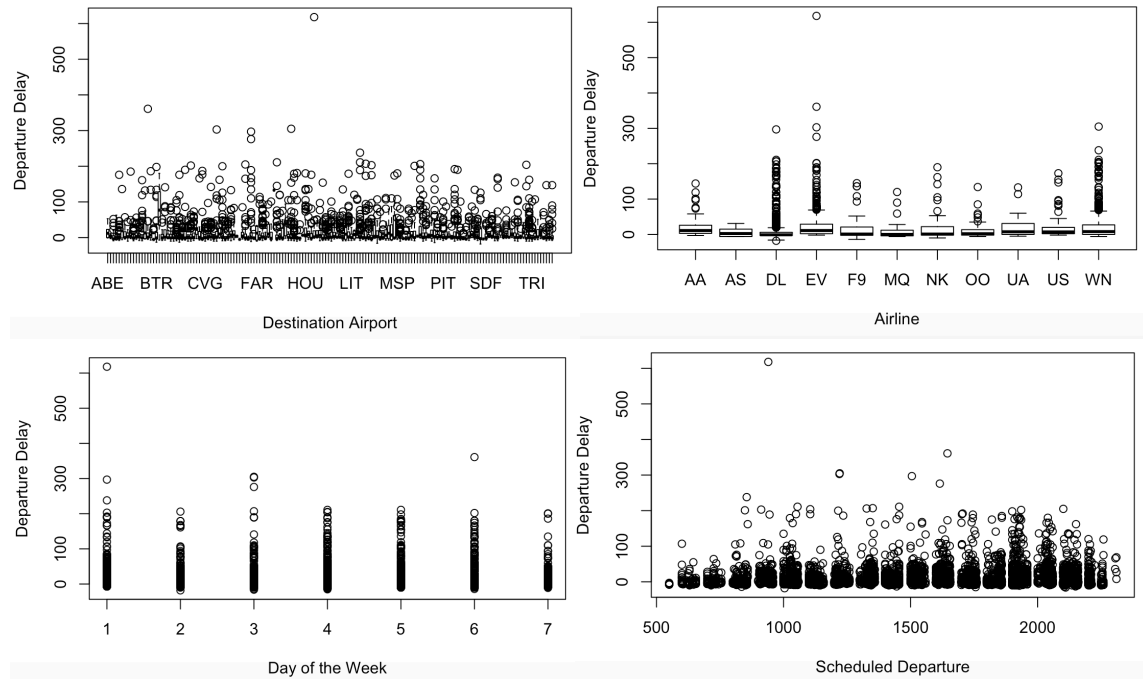 Departure Delay
500
300
100
0
ABE BTR CVG FAR HOU LIT MSP PIT SDF TRI
Destination Airport
Departure Delay
500
300
100
0
AA AS DL EV F9 MQ NK OO UA US WN
Airline
Departure Delay
500
300
100
0
1 2 3 4 5 6 7
Day of the Week
Departure Delay
500
300
100
0
500 1000 1500 2000
Scheduled Departure